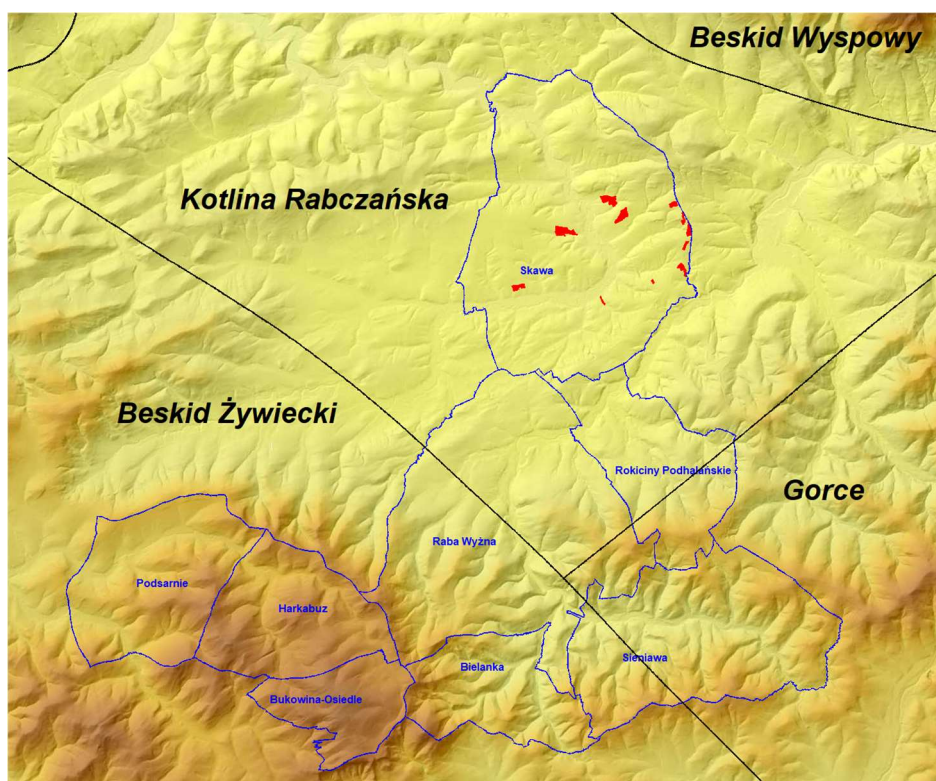 Beskid Wyspowy
Kotlina Rabczańska
Skawa
Beskid Żywiecki
Rokiciny Podhalańskie
Gorce
Raba Wyżna
Podsarnie
Harkabuz
Sieniawa
Bielanka
Bukowina-Osiedle